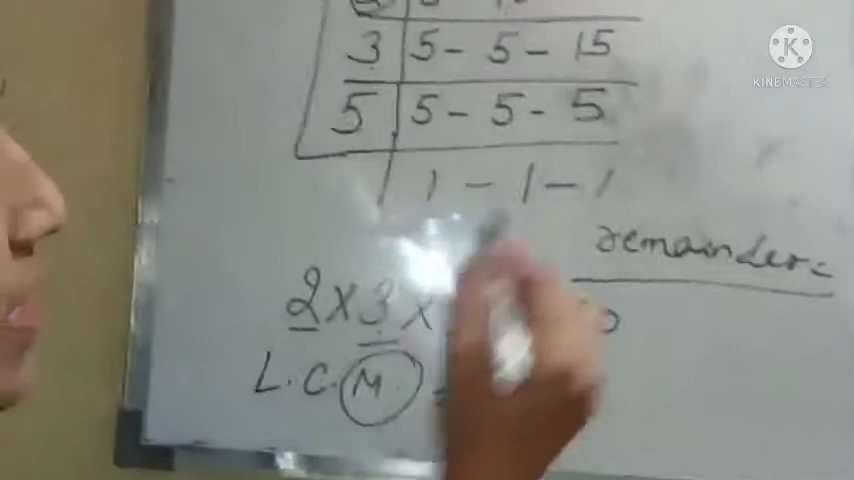 3 5 - 5 - 15
5 5 - 5 - 5
1 - 1 - 1
remainder =
2 x 3 x
L.C.M.
K
KINEMASTER